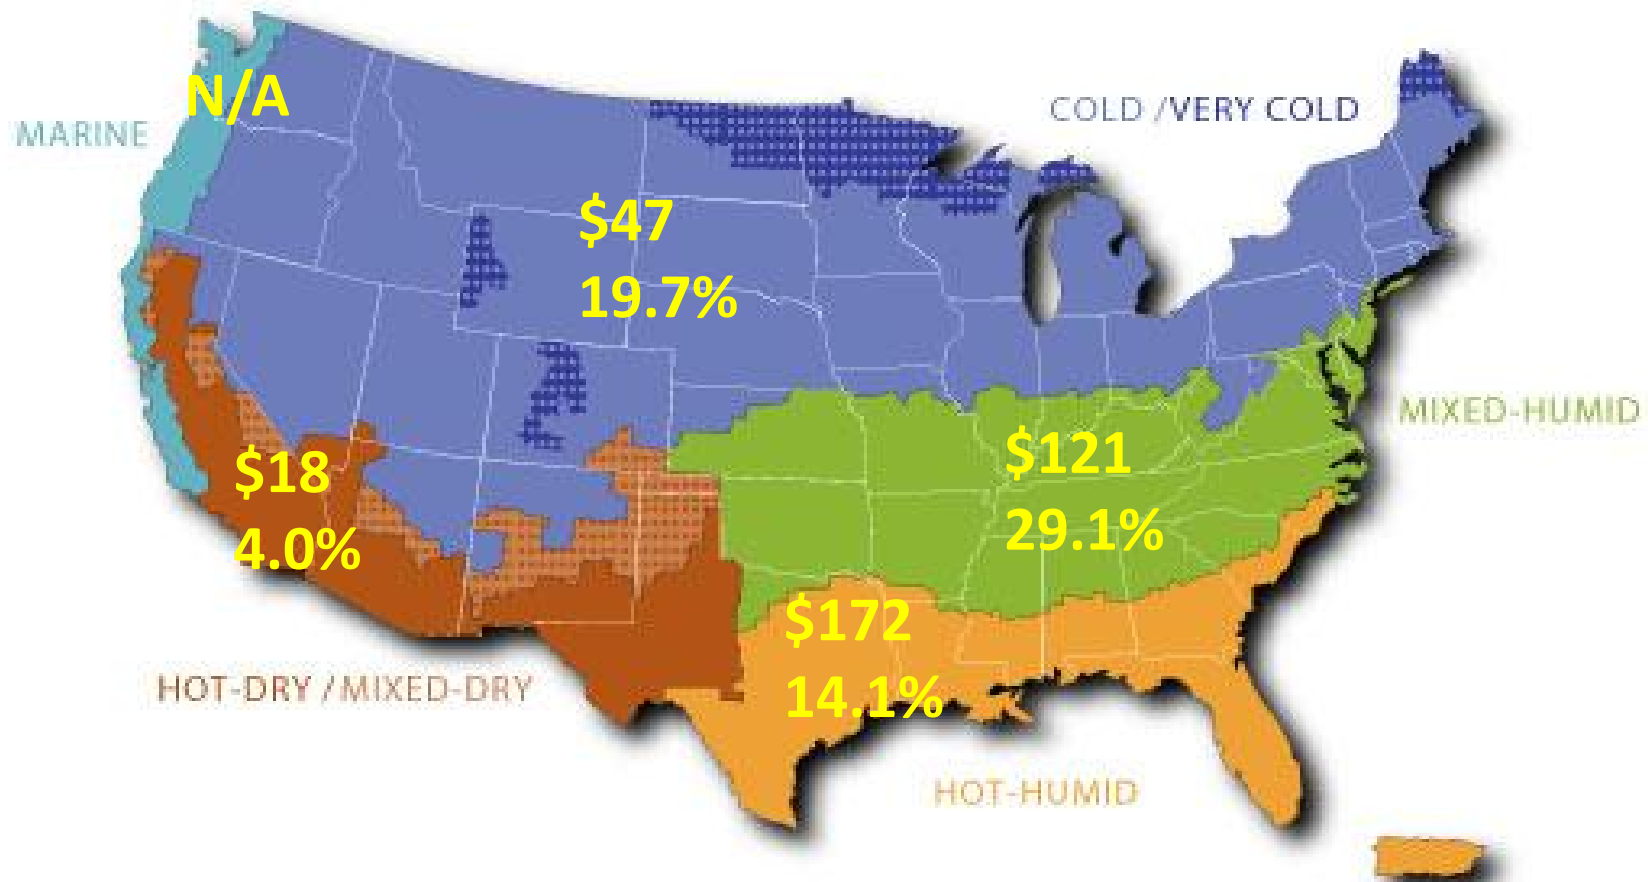 N/A
MARINE
COLD / VERY COLD
$47
19.7%
MIXED-HUMID
$121
29.1%
$18
4.0%
$172
14.1%
HOT-DRY / MIXED-DRY
HOT-HUMID